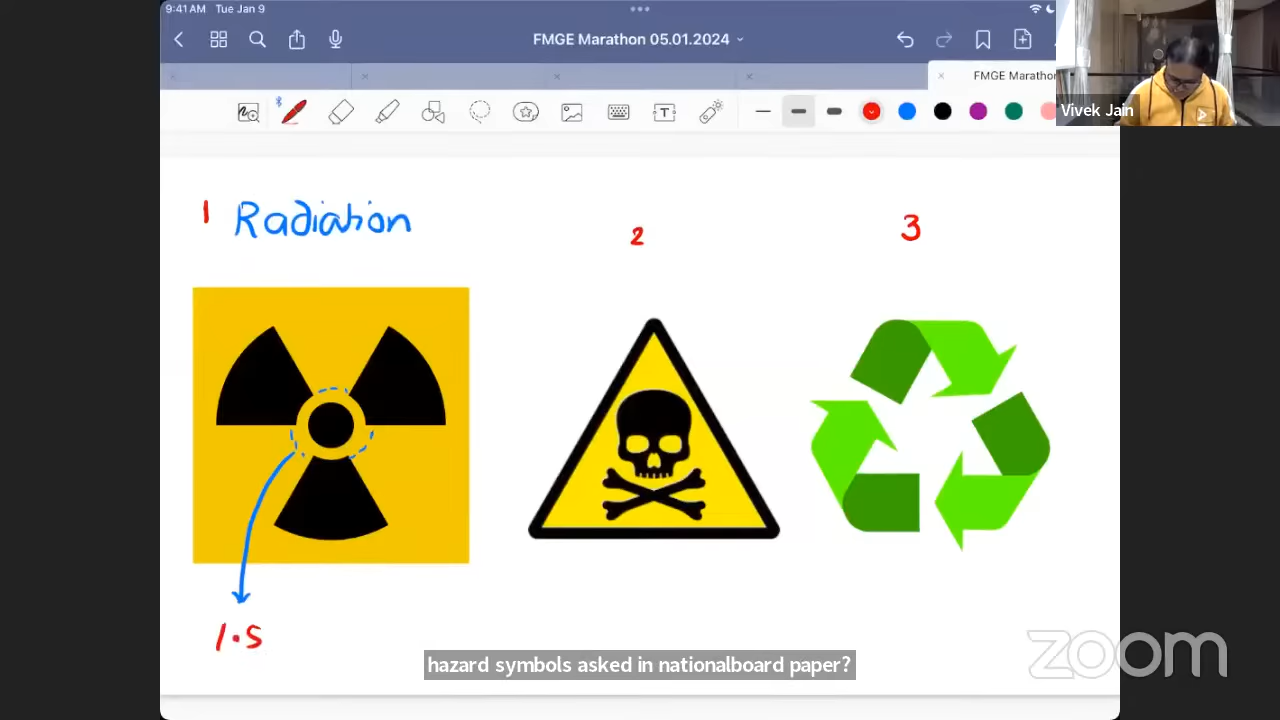 9:41 AM Tue Jan 9
FMGE Marathon 05.01.2024
FMGE Marathon
T
Vivek Jain
1 Radiation
2
3
1.5
hazard symbols asked in nationalboard paper?
zoom